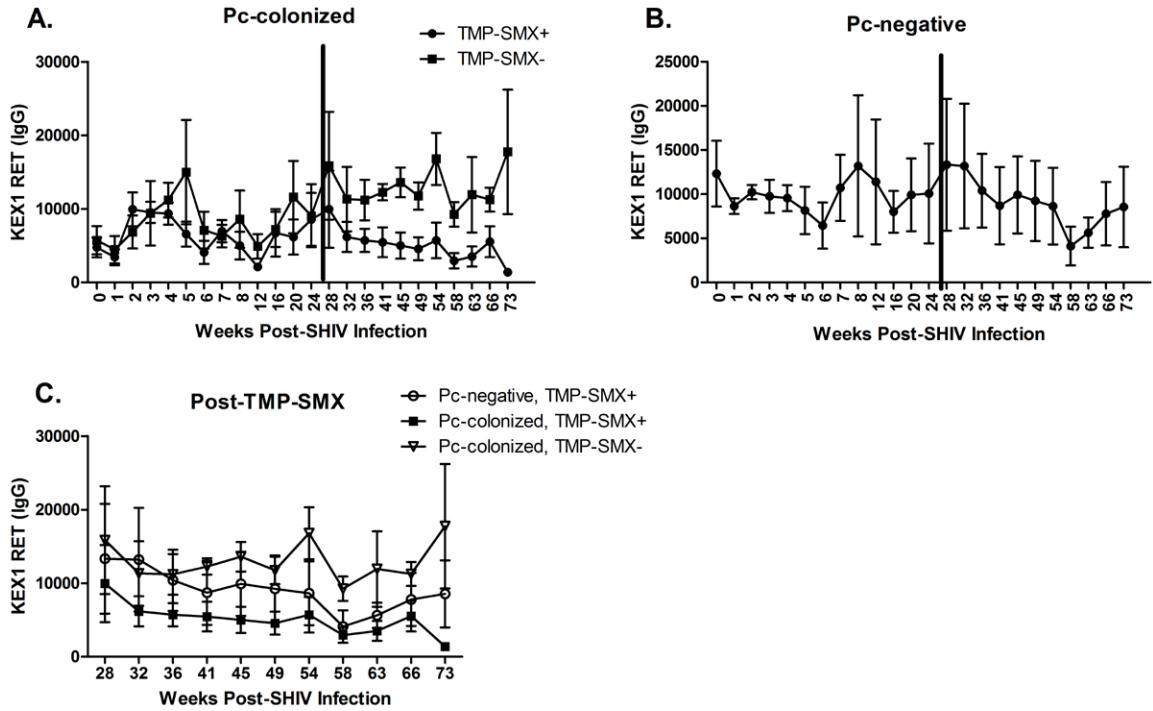 A.
Pc-colonized
TMP-SMX+
TMP-SMX-
KEX1 RET (IgG)
30000
20000
10000
0
0 1 2 3 4 5 6 7 8 12 16 20 24 28 32 36 41 45 49 54 58 63 66 73
Weeks Post-SHIV Infection
B.
Pc-negative
KEX1 RET (IgG)
25000
20000
15000
10000
5000
0
0 1 2 3 4 5 6 7 8 12 16 20 24 28 32 36 41 45 49 54 58 63 66 73
Weeks Post-SHIV Infection
C.
Post-TMP-SMX
Pc-negative, TMP-SMX+
Pc-colonized, TMP-SMX+
Pc-colonized, TMP-SMX-
KEX1 RET (IgG)
30000
20000
10000
0
28 32 36 41 45 49 54 58 63 66 73
Weeks Post-SHIV Infection